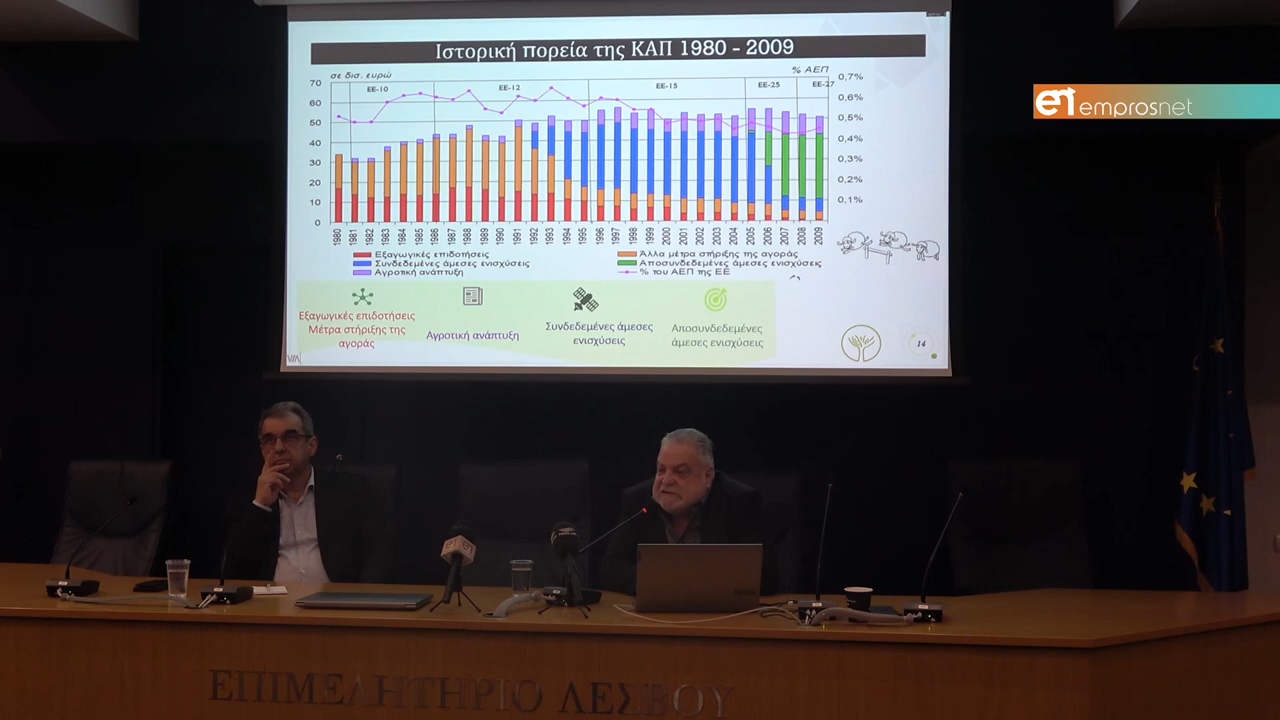 Ιστορική πορεία της ΚΑΠ 1980 - 2009
σε δισ. ευρώ
% ΑΕΠ
ΕΕ-10
ΕΕ-12
ΕΕ-15
ΕΕ-25
ΕΕ-27
70
60
50
40
30
20
10
0
0,7%
0,6%
0,5%
0,4%
0,3%
0,2%
0,1%
1980 1981 1982 1983 1984 1985 1986 1987 1988 1989 1990 1991 1992 1993 1994 1995 1996 1997 1998 1999 2000 2001 2002 2003 2004 2005 2006 2007 2008 2009
Εξαγωγικές επιδοτήσεις
Άλλα μέτρα στήριξης της αγοράς
Συνδεδεμένες άμεσες ενισχύσεις
Αποσυνδεδεμένες άμεσες ενισχύσεις
Αγροτική ανάπτυξη
% του ΑΕΠ της ΕΕ
Εξαγωγικές επιδοτήσεις
Μέτρα στήριξης της
αγοράς
Αγροτική ανάπτυξη
Συνδεδεμένες άμεσες
ενισχύσεις
Αποσυνδεδεμένες
άμεσες ενισχύσεις
14
emprosnet
ΕΠΙΜΕΛΗΤΗΡΙΟ ΛΕΣΒΟΥ